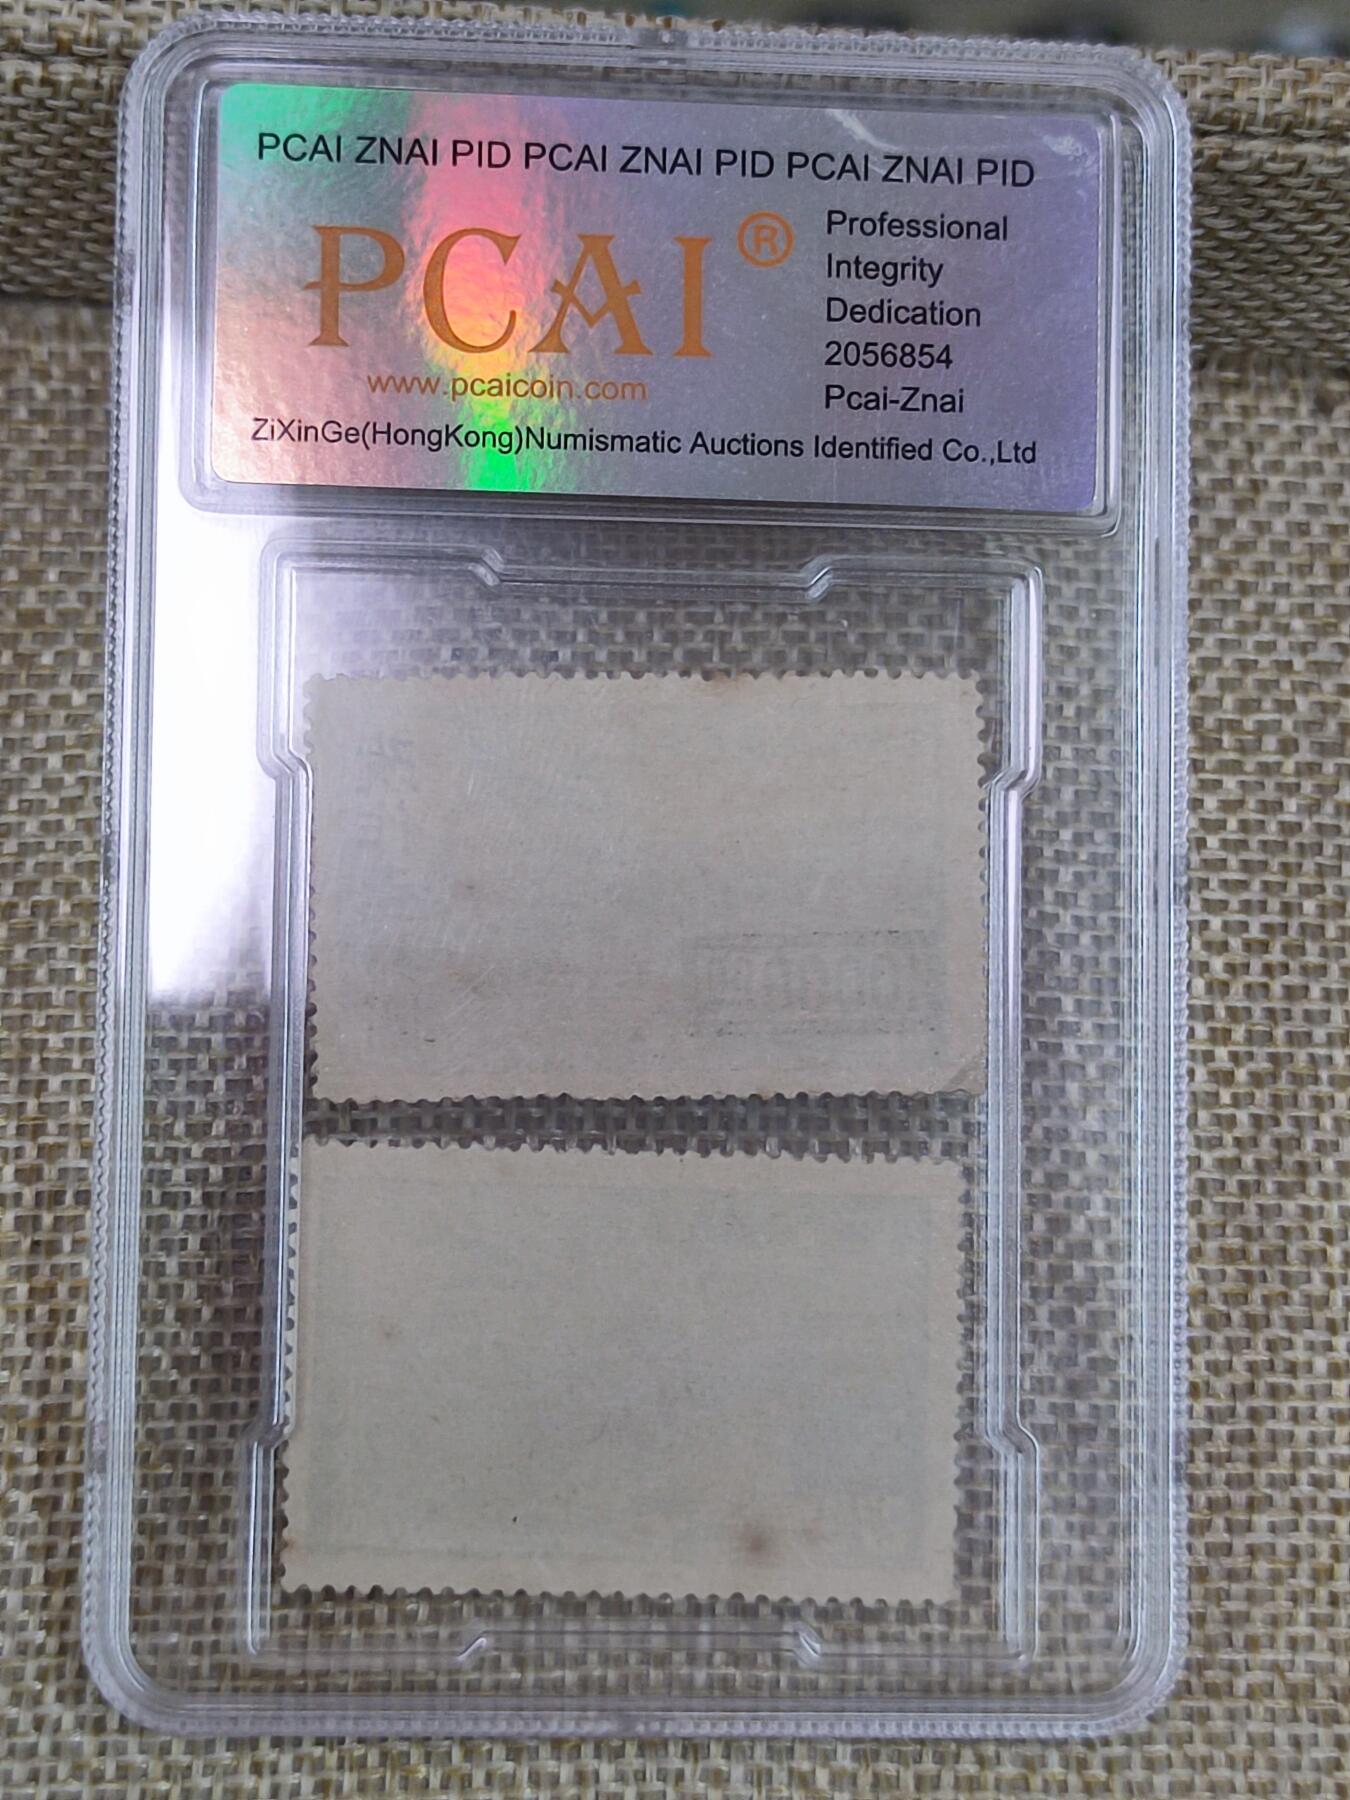 PCAI ZNAI PID PCAI ZNAI PID PCAI ZNAI PID
PCAI®
www.pcaicoin.com
Professional
Integrity
Dedication
2056854
Pcai-Znai
ZiXinGe(HongKong)Numismatic Auctions Identified Co.,Ltd